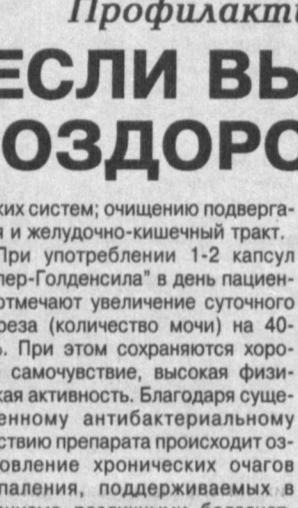 Профилакти
ЕСЛИ ВЫ
ОЗДОРО
ких систем; очищению подверга-
я и желудочно-кишечный тракт.
При употреблении 1-2 капсул
пер-Голденсила" в день пациен-
отмечают увеличение суточного
реза (количество мочи) на 40-
. При этом сохраняются хоро-
самочувствие, высокая физи-
кая активность. Благодаря суще-
енному антибактериальному
ствию препарата происходит оз-
овление хронических очагов
паления, поддерживаемых в